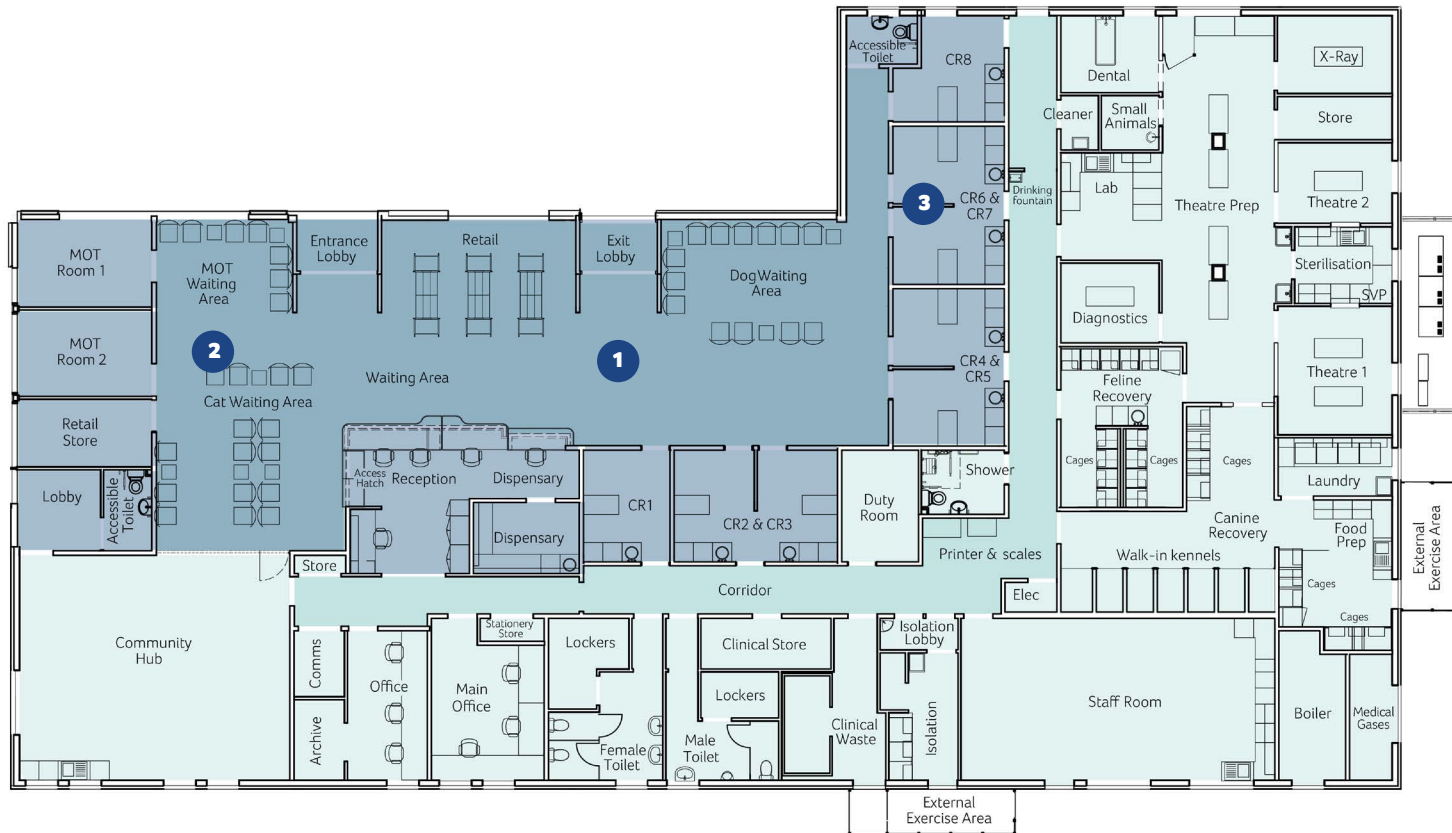 Accessible
Toilet
CR8
Dental
X-Ray
Cleaner
Small
Animals
Store
3
CR6 &
CR7
Drinking
fountain
Lab
Theatre Prep
Theatre 2
MOT
Room 1
MOT
Waiting
Area
Entrance
Lobby
Retail
Exit
Lobby
Dog Waiting
Area
Sterilisation
SVP
Diagnostics
MOT
Room 2
2
1
Waiting Area
Cat Waiting Area
CR4 &
CR5
Feline
Recovery
Theatre 1
Retail
Store
Cages
Cages
Cages
Lobby
Accessible
Toilet
Access
Hatch
Reception
Dispensary
Dispensary
CR1
CR2 & CR3
Duty
Room
Shower
Laundry
Canine
Recovery
Food
Prep
External
Exercise Area
Store
Printer & scales
Walk-in kennels
Cages
Cages
Corridor
Elec
Community
Hub
Comms
Archive
Office
Main
Office
Stationery
Store
Lockers
Female
Toilet
Clinical Store
Lockers
Male
Toilet
Clinical
Waste
Isolation
Lobby
Isolation
Staff Room
Boiler
Medical
Gases
External
Exercise Area